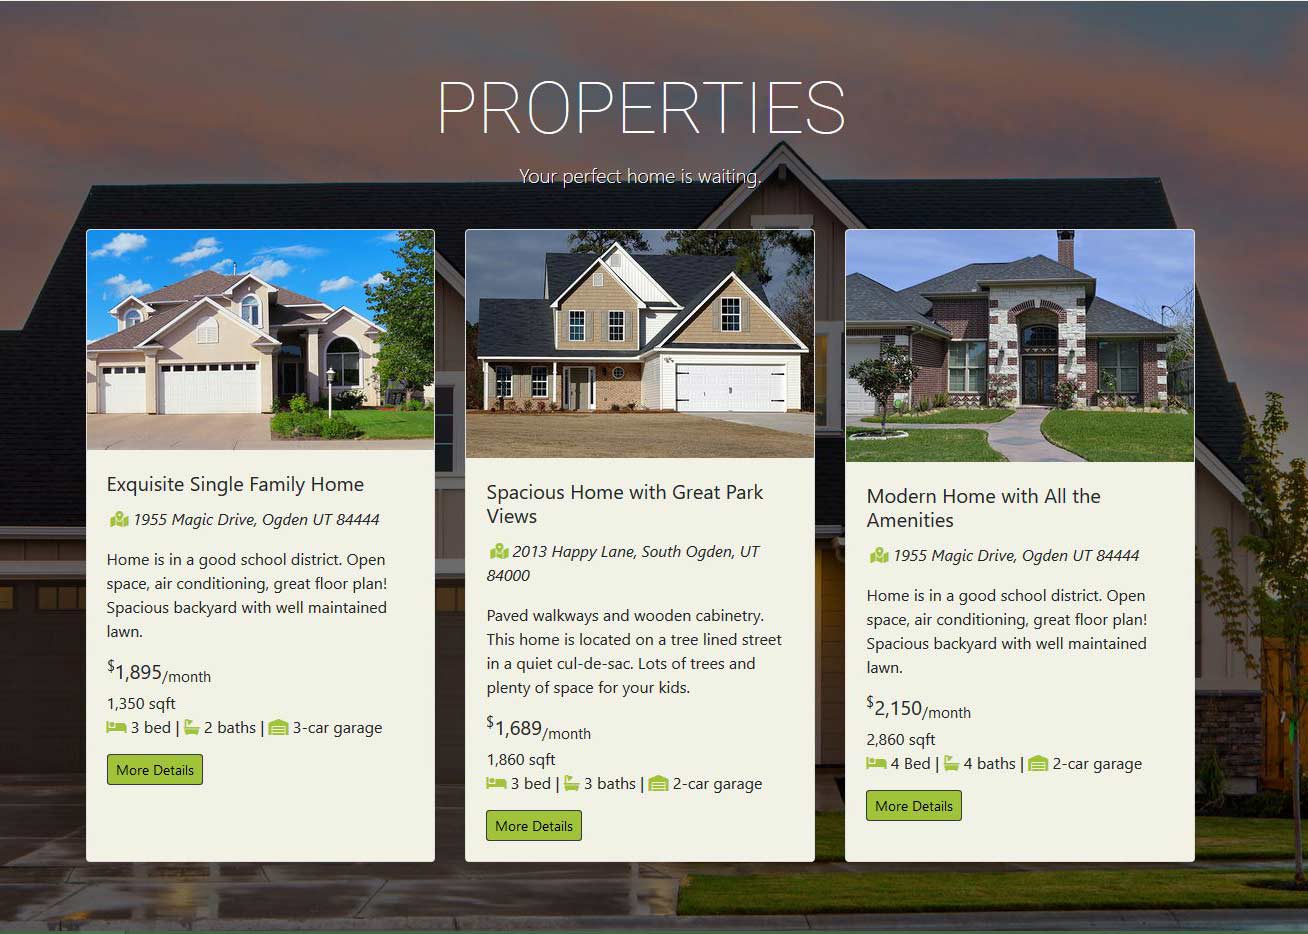 PROPERTIES
Your perfect home is waiting.
Exquisite Single Family Home
1955 Magic Drive, Ogden UT 84444
Home is in a good school district. Open
space, air conditioning, great floor plan!
Spacious backyard with well maintained
lawn.
$1,895/month
1,350 sqft
3 bed | 2 baths | 3-car garage
More Details
Spacious Home with Great Park
Views
2013 Happy Lane, South Ogden, UT
84000
Paved walkways and wooden cabinetry.
This home is located on a tree lined street
in a quiet cul-de-sac. Lots of trees and
plenty of space for your kids.
$1,689/month
1,860 sqft
3 bed | 3 baths | 2-car garage
More Details
Modern Home with All the
Amenities
1955 Magic Drive, Ogden UT 84444
Home is in a good school district. Open
space, air conditioning, great floor plan!
Spacious backyard with well maintained
lawn.
$2,150/month
2,860 sqft
4 Bed | 4 baths | 2-car garage
More Details